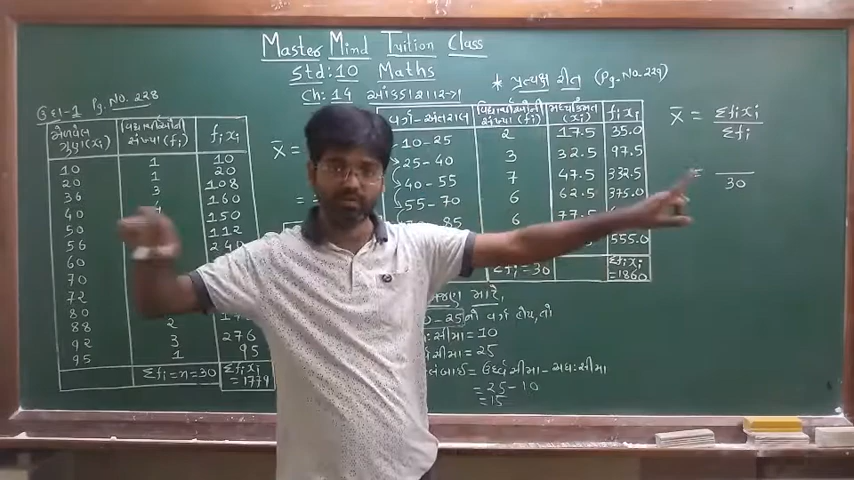 Master Mind Tuition Class
Std: 10 Maths
Ch: 14 આંકડાશાસ્ત્ર
* પ્રત્યક્ષ રીત (Pg. No. 229)
ઉદા-1 Pg. No. 228
મેળવેલ ગુણ (xi) વિદ્યાર્થીઓની સંખ્યા (fi) fixi
10 1 10
20 1 20
36 3 108
40 4 160
50 150
56 112
60 240
70
72
80
88 2
92 3 276
95 1 95
Σfi=n=30 Σfixi =1779
x̄ =
=
વર્ગ-અંતરાલ વિદ્યાર્થીઓની સંખ્યા (fi) મધ્યકિંમત (xi) fixi
10-25 2 17.5 35.0
25-40 3 32.5 97.5
40-55 7 47.5 332.5
55-70 6 62.5 375.0
70-85 6 77.5
555.0
Σfi=30 Σfixi =1860
x̄ = Σfixi / Σfi
= / 30
માટે,
નો વર્ગ હોય, તો
સીમા = 10
સીમા = 25
લંબાઈ = ઉર્ધ્વસીમા - અધઃસીમા
= 25 - 10
= 15